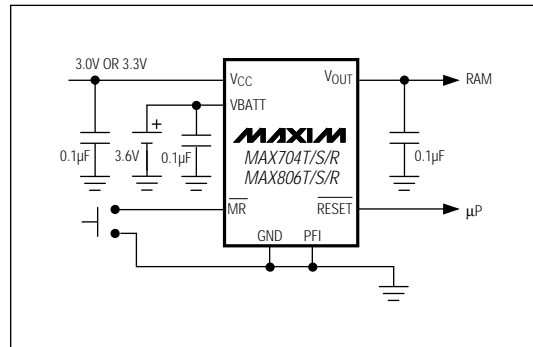 3.0V OR 3.3V
VCC
VOUT
RAM
VBATT
+
MAXIM
0.1µF
3.6V
0.1µF
MAX704T/S/R
0.1µF
MAX806T/S/R
MR
RESET
µP
GND
PFI